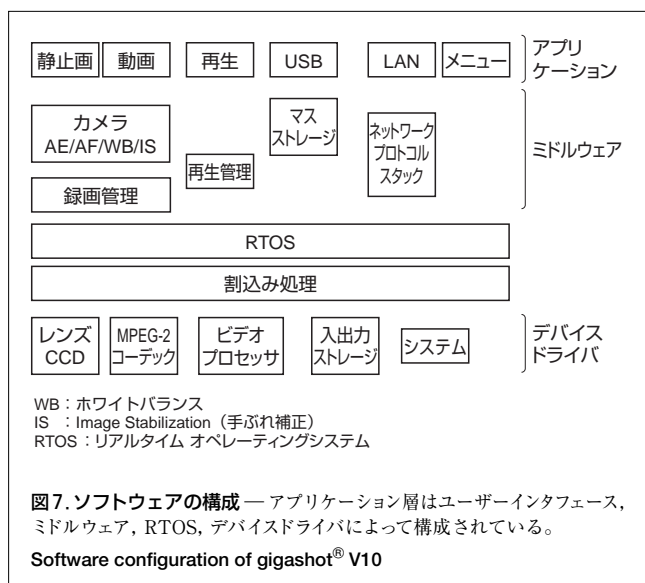 静止画 動画 再生 USB LAN メニュー
アプリ
ケーション
カメラ
AE/AF/WB/IS
マス
ストレージ
ネットワーク
プロトコル
スタック
ミドルウェア
再生管理
録画管理
RTOS
割込み処理
レンズ
CCD
MPEG-2
コーデック
ビデオ
プロセッサ
入出力
ストレージ
システム
デバイス
ドライバ
WB：ホワイトバランス
IS ：Image Stabilization（手ぶれ補正）
RTOS：リアルタイム オペレーティングシステム
図7．ソフトウェアの構成 — アプリケーション層はユーザーインタフェース，
ミドルウェア，RTOS，デバイスドライバによって構成されている。
Software configuration of gigashot® V10